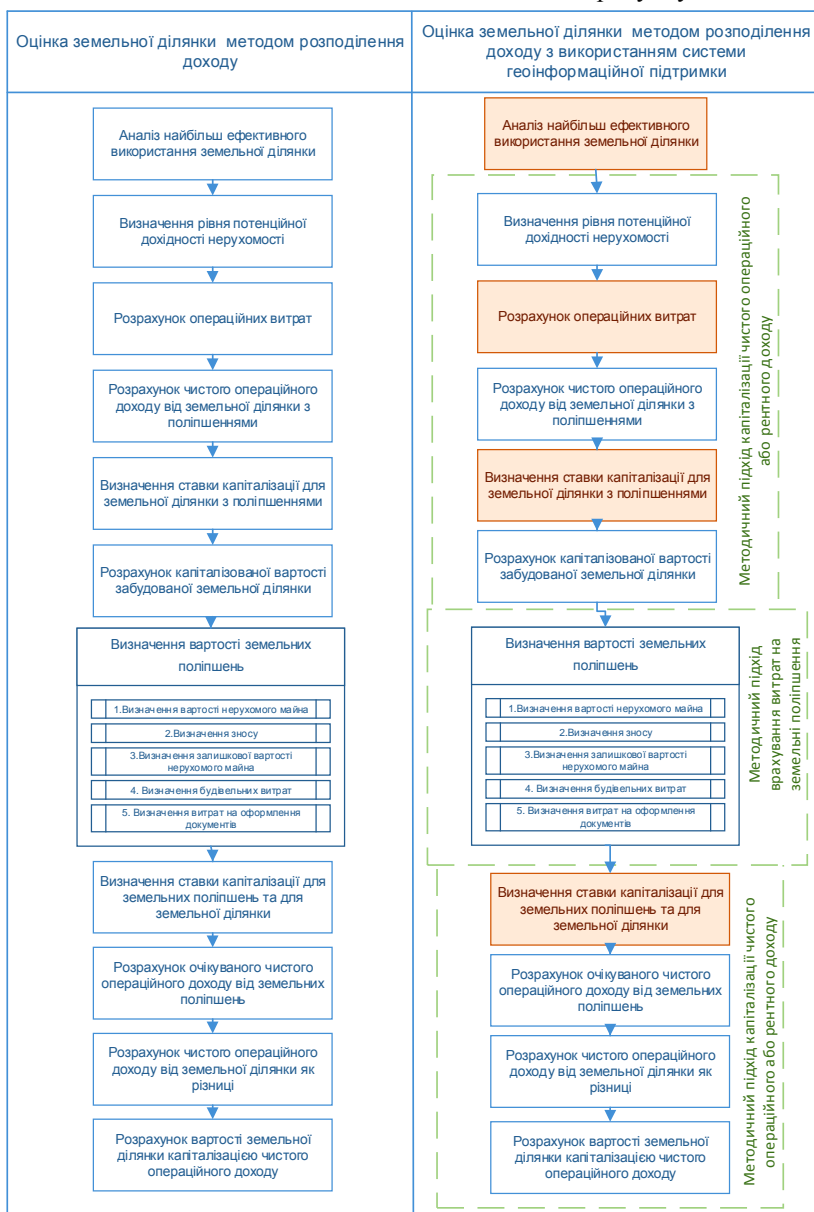 Оцінка земельної ділянки методом розподілення
доходу
Аналіз найбільш ефективного
використання земельної ділянки
Визначення рівня потенційної
дохідності нерухомості
Розрахунок операційних витрат
Розрахунок чистого операційного
доходу від земельної ділянки з
поліпшеннями
Визначення ставки капіталізації для
земельної ділянки з поліпшеннями
Розрахунок капіталізованої вартості
забудованої земельної ділянки
Визначення вартості земельних
поліпшень
1.Визначення вартості нерухомого майна
2.Визначення зносу
3.Визначення залишкової вартості
нерухомого майна
4. Визначення будівельних витрат
5. Визначення витрат на оформлення
документів
Визначення ставки капіталізації для
земельних поліпшень та для
земельної ділянки
Розрахунок очікуваного чистого
операційного доходу від земельних
поліпшень
Розрахунок чистого операційного
доходу від земельної ділянки як
різниці
Розрахунок вартості земельної
ділянки капіталізацією чистого
операційного доходу
Оцінка земельної ділянки методом розподілення
доходу з використанням системи
геоінформаційної підтримки
Аналіз найбільш ефективного
використання земельної ділянки
Визначення рівня потенційної
дохідності нерухомості
Розрахунок операційних витрат
Розрахунок чистого операційного
доходу від земельної ділянки з
поліпшеннями
Визначення ставки капіталізації для
земельної ділянки з поліпшеннями
Розрахунок капіталізованої вартості
забудованої земельної ділянки
Методичний підхід капіталізації чистого операційного
або рентного доходу
Визначення вартості земельних
поліпшень
1.Визначення вартості нерухомого майна
2.Визначення зносу
3.Визначення залишкової вартості
нерухомого майна
4. Визначення будівельних витрат
5. Визначення витрат на оформлення
документів
Методичний підхід
врахування витрат на
земельні поліпшення
Визначення ставки капіталізації для
земельних поліпшень та для
земельної ділянки
Розрахунок очікуваного чистого
операційного доходу від земельних
поліпшень
Розрахунок чистого операційного
доходу від земельної ділянки як
різниці
Розрахунок вартості земельної
ділянки капіталізацією чистого
операційного доходу
Методичний підхід капіталізації чистого
операційного або рентного доходу